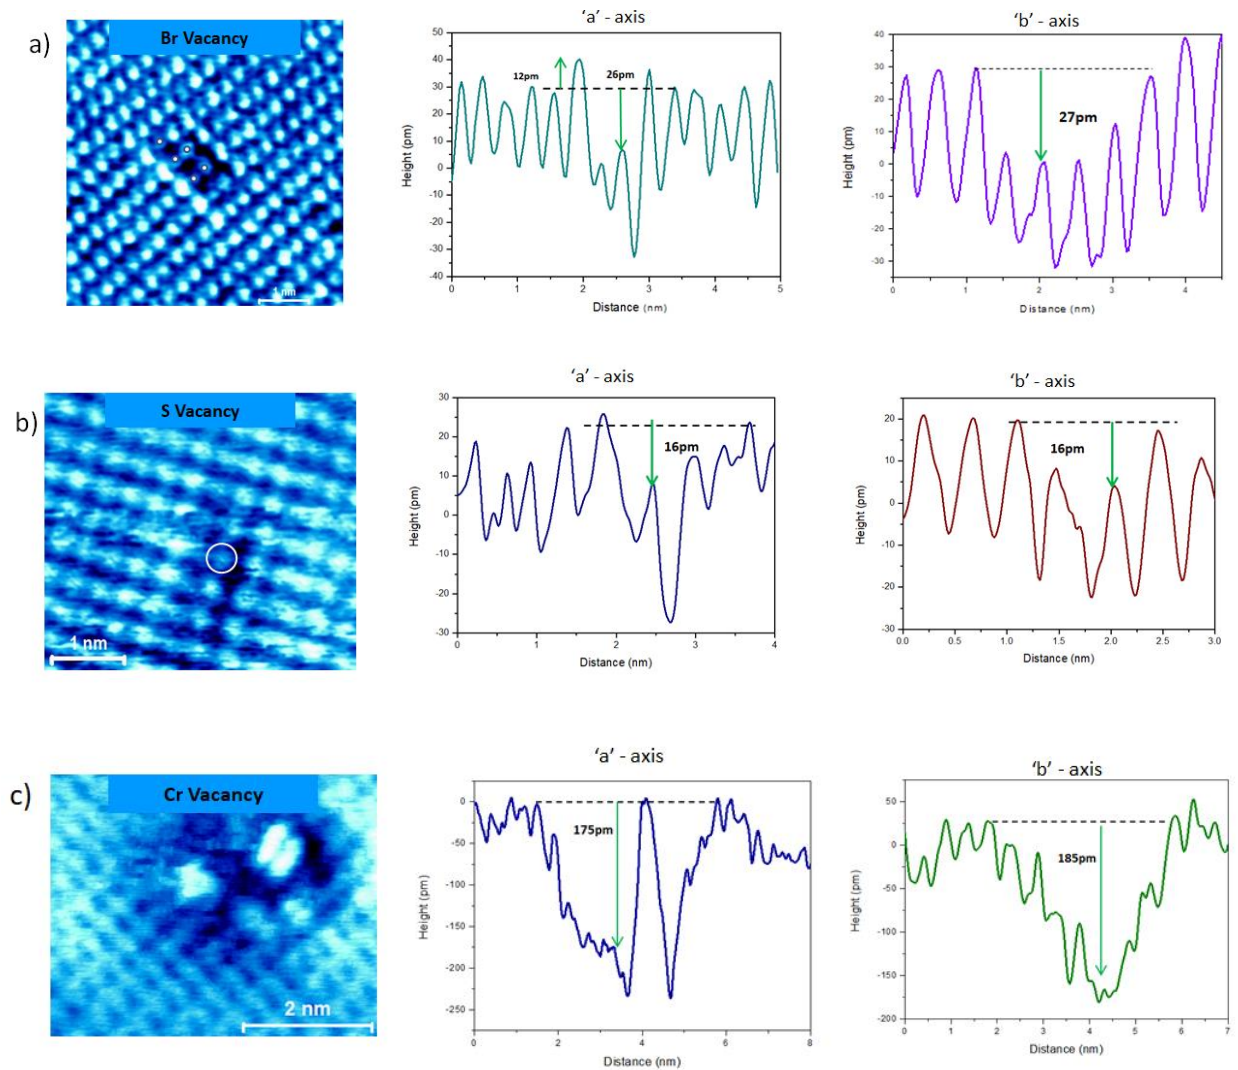 a)
Br Vacancy
1 nm
'a' - axis
Height (pm)
50
40
30
20
10
0
-10
-20
-30
-40
12pm
26pm
0 1 2 3 4 5
Distance (nm)
'b' - axis
Height (pm)
40
30
20
10
0
-10
-20
-30
27pm
0 1 2 3 4
Distance (nm)
b)
S Vacancy
1 nm
'a' - axis
Height (pm)
30
20
10
0
-10
-20
-30
16pm
0 1 2 3 4
Distance (nm)
'b' - axis
Height (pm)
30
20
10
0
-10
-20
-30
16pm
0.0 0.5 1.0 1.5 2.0 2.5 3.0
Distance (nm)
c)
Cr Vacancy
2 nm
'a' - axis
Height (pm)
0
-50
-100
-150
-200
-250
175pm
0 2 4 6 8
Distance (nm)
'b' - axis
Height (pm)
50
0
-50
-100
-150
-200
185pm
0 1 2 3 4 5 6 7
Distance (nm)